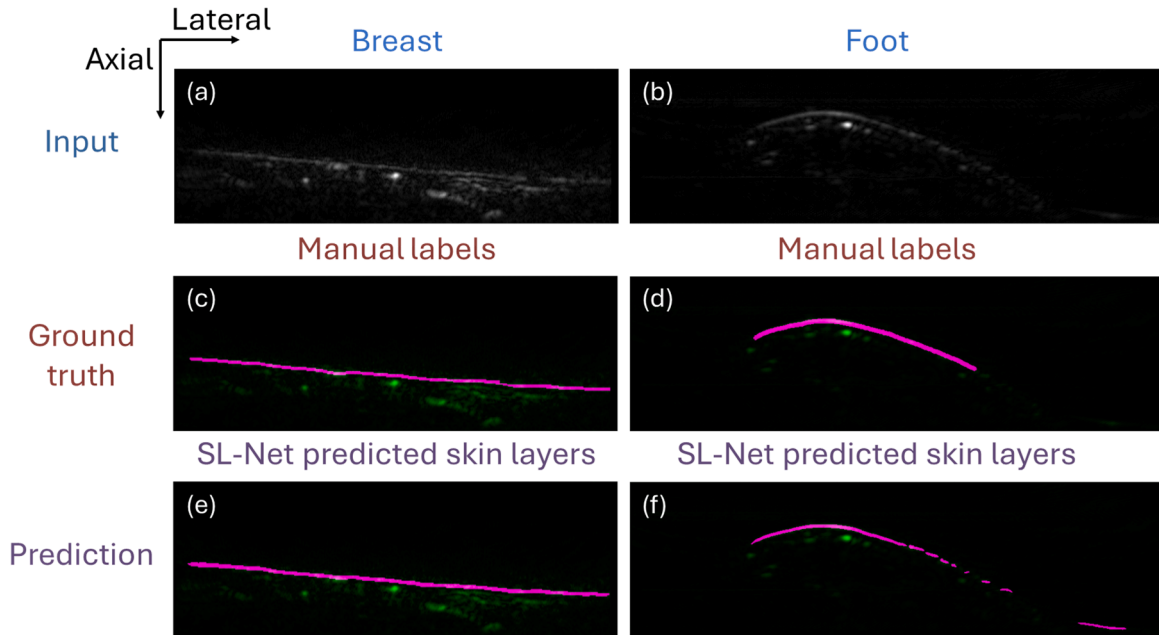 Lateral
Axial
Breast
Foot
Input
(a)
(b)
Manual labels
Manual labels
Ground
truth
(c)
(d)
SL-Net predicted skin layers
SL-Net predicted skin layers
Prediction
(e)
(f)